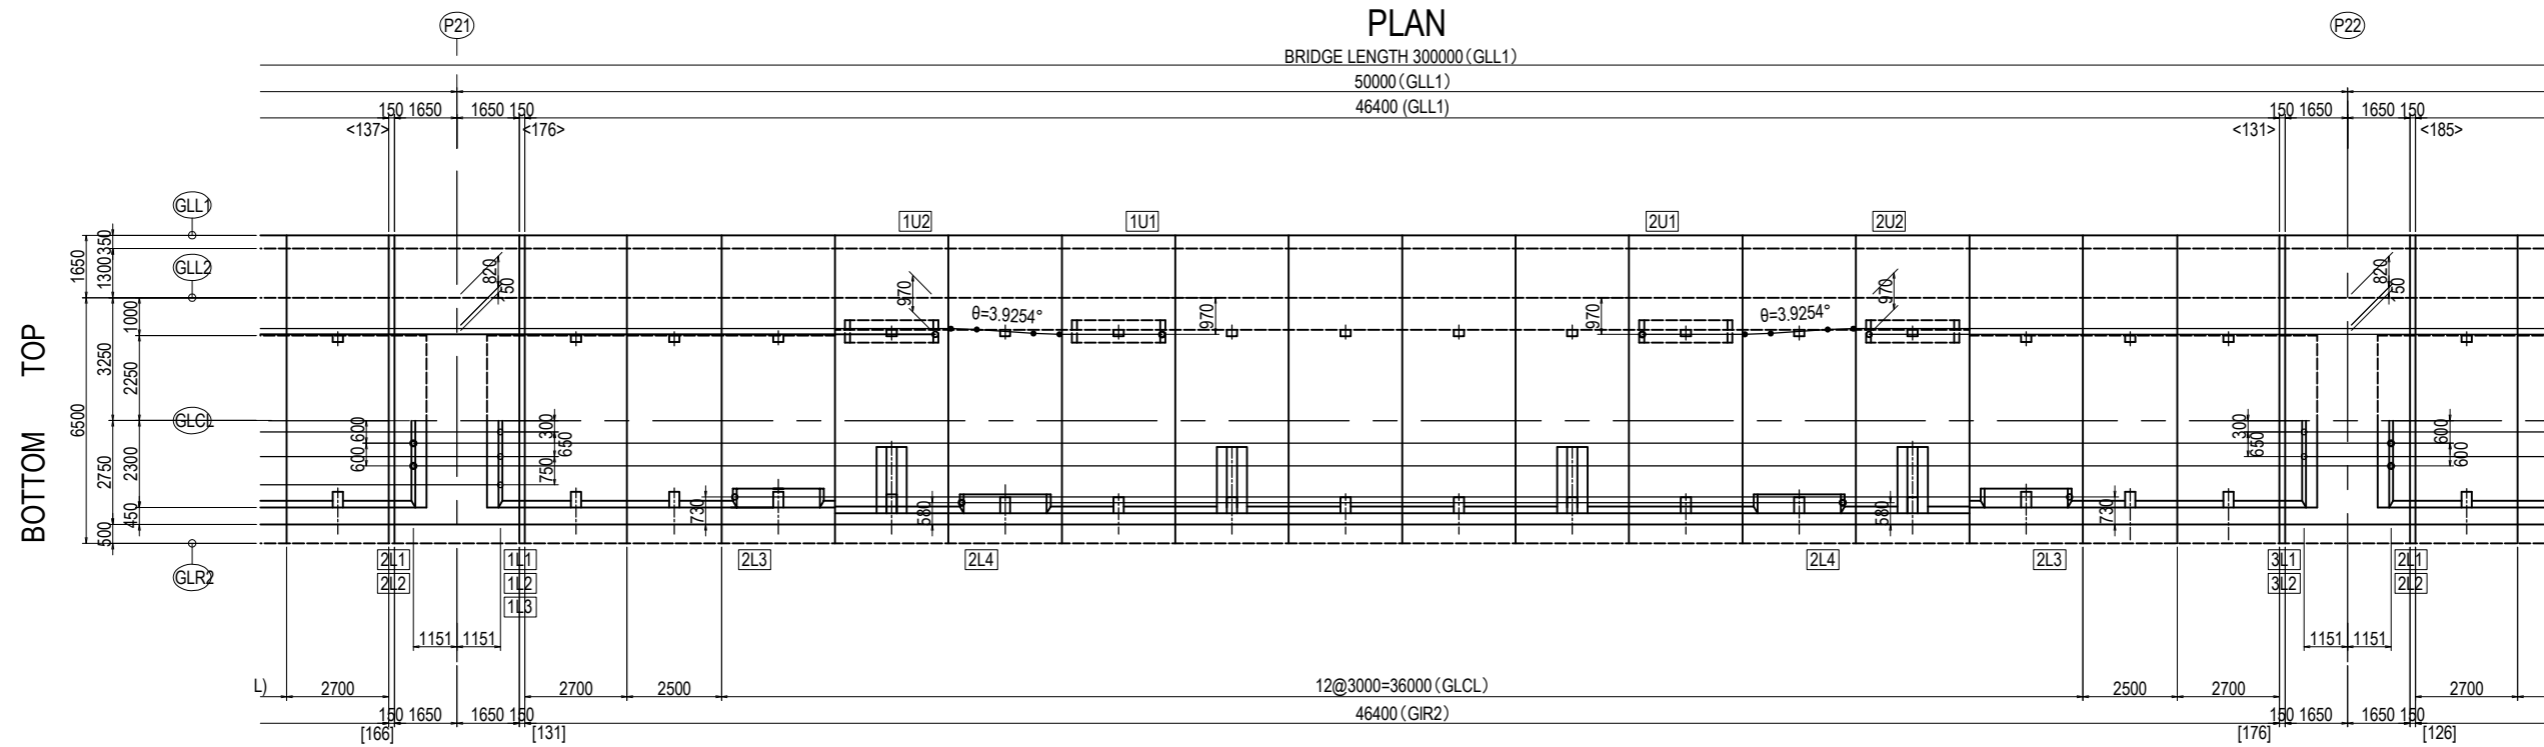 PLAN
P21
P22
BRIDGE LENGTH 300000 (GLL1)
50000 (GLL1)
150 1650 1650 150 46400 (GLL1) 150 1650 1650 150
<137> <176> <131> <185>
GLL1
GLL2
GLCL
GLR2
TOP
BOTTOM
1650
6500
350
1300
3250
2750
500
1000
2250
2300
450
1U2 1U1 2U1 2U2
820
150
970
θ=3.9254°
970
970
θ=3.9254°
970
820
150
600
600
300
650
750
730
580
580
730
300
650
600
600
2L1 1L1 2L3 2L4 2L4 2L3 3L1 2L1
2L2 1L2 3L2 2L2
1L3
1151 1151 1151 1151
L) 2700 2700 2500 12@3000=36000 (GLCL) 2500 2700 2700
150 1650 1650 150 46400 (GIR2) 150 1650 1650 150
[166] [131] [176] [126]